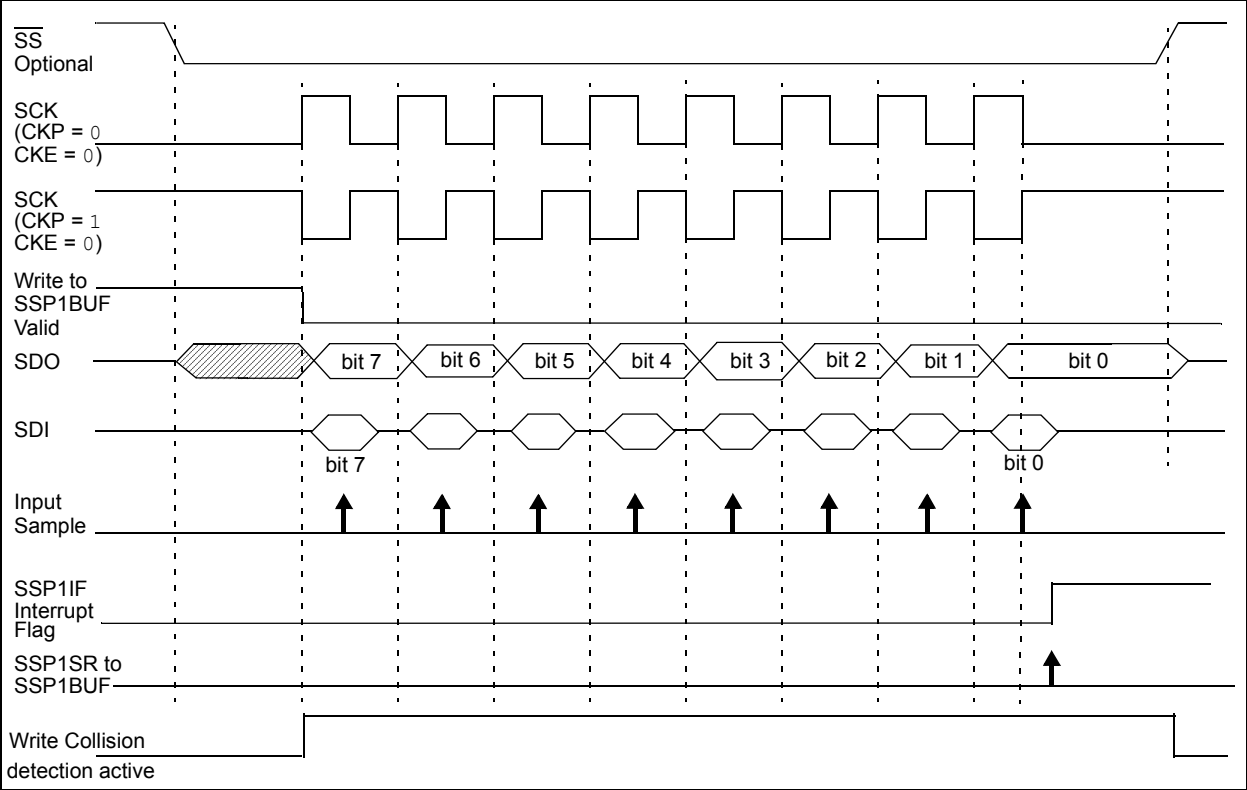 SS
Optional
SCK
(CKP = 0
CKE = 0)
SCK
(CKP = 1
CKE = 0)
Write to
SSP1BUF
Valid
SDO
bit 7
bit 6
bit 5
bit 4
bit 3
bit 2
bit 1
bit 0
SDI
bit 7
bit 0
Input
Sample
SSP1IF
Interrupt
Flag
SSP1SR to
SSP1BUF
Write Collision
detection active